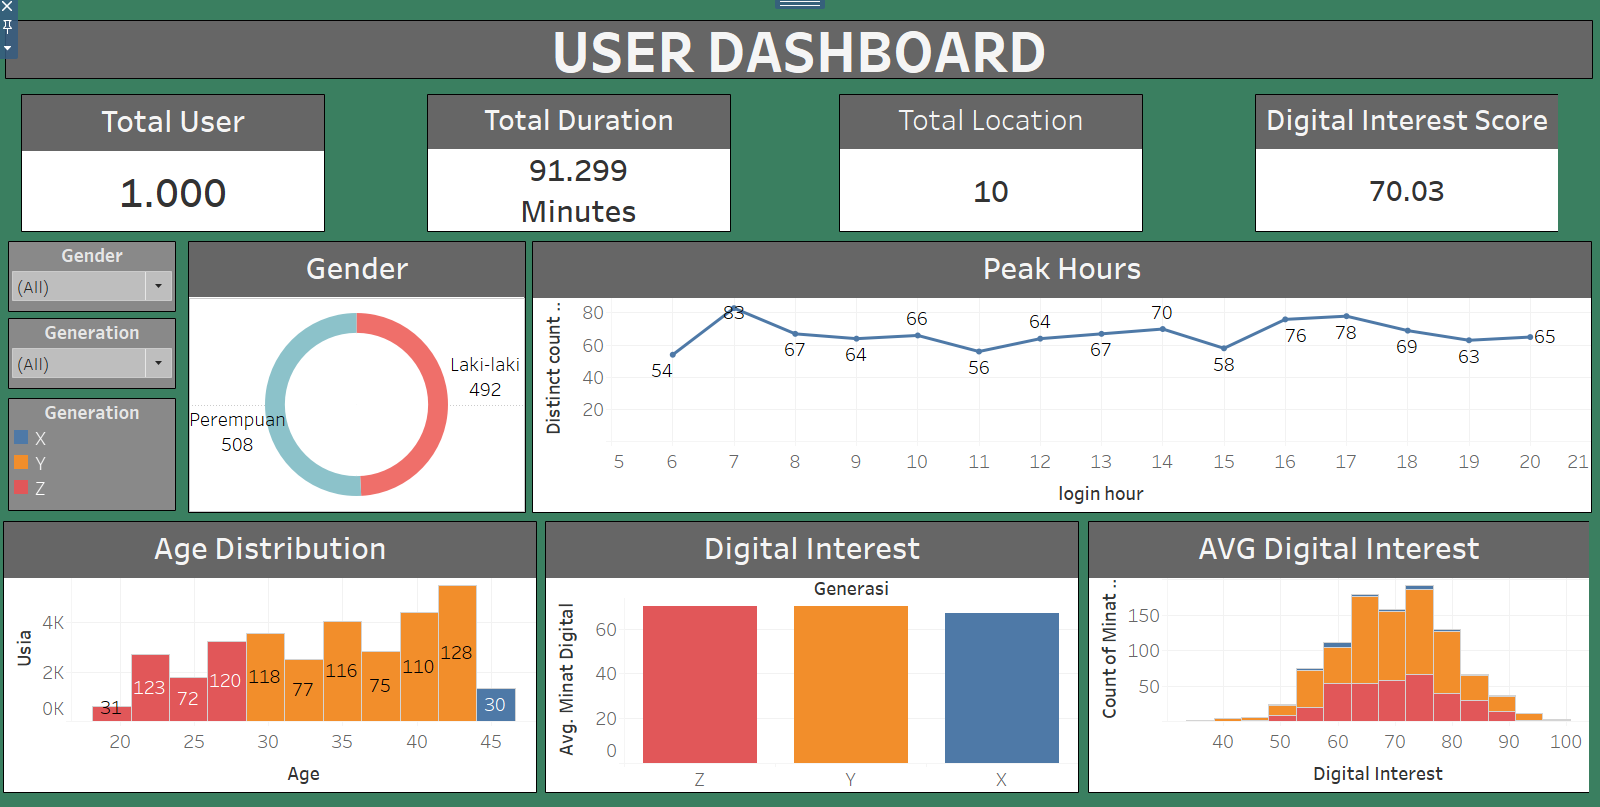 USER DASHBOARD
Total User
1.000
Total Duration
91.299
Minutes
Total Location
10
Digital Interest Score
70.03
Gender
(All)
Generation
(All)
Generation
X
Y
Z
Gender
Laki-laki
492
Perempuan
508
Peak Hours
Distinct count ..
80
60
40
20
54
83
67
64
66
56
64
67
70
58
76
78
69
63
65
5 6 7 8 9 10 11 12 13 14 15 16 17 18 19 20 21
login hour
Age Distribution
Usia
4K
2K
0K
31
123
72
120
118
77
116
75
110
128
30
20 25 30 35 40 45
Age
Digital Interest
Generasi
Avg. Minat Digital
60
40
20
0
Z Y X
AVG Digital Interest
Count of Minat ..
150
100
50
40 50 60 70 80 90 100
Digital Interest